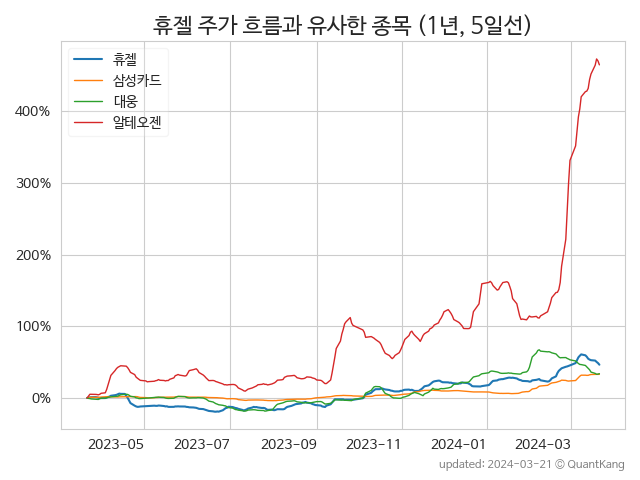 휴젤 주가 흐름과 유사한 종목 (1년, 5일선)
휴젤
삼성카드
대웅
알테오젠
400%
300%
200%
100%
0%
2023-05 2023-07 2023-09 2023-11 2024-01 2024-03
updated: 2024-03-21 © QuantKang